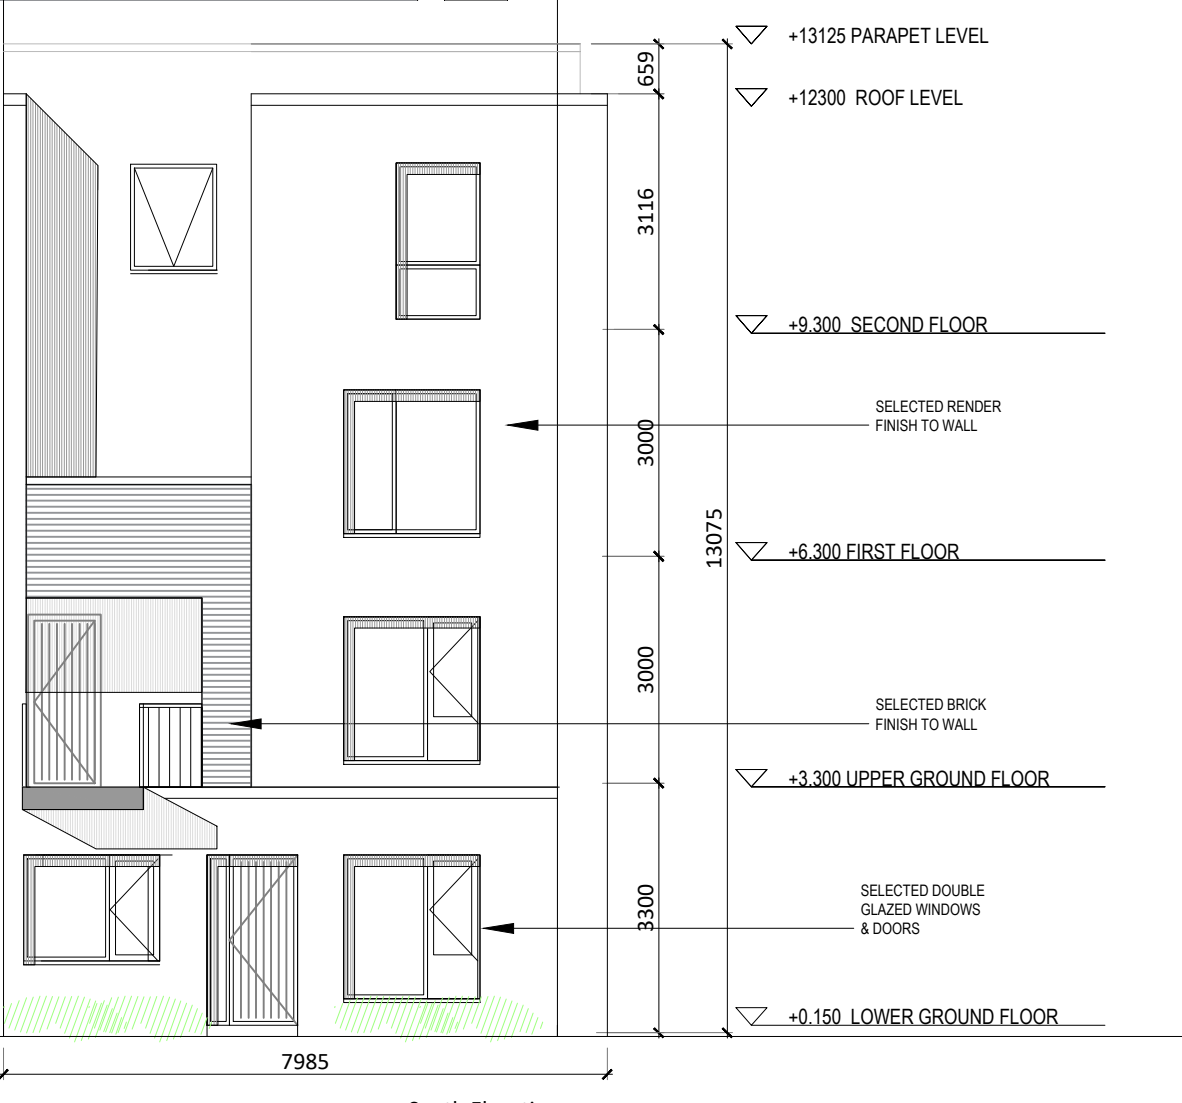 +13125 PARAPET LEVEL
659
+12300 ROOF LEVEL
3116
+9.300 SECOND FLOOR
SELECTED RENDER
FINISH TO WALL
3000
13075
+6.300 FIRST FLOOR
3000
SELECTED BRICK
FINISH TO WALL
+3.300 UPPER GROUND FLOOR
SELECTED DOUBLE
GLAZED WINDOWS
& DOORS
3300
+0.150 LOWER GROUND FLOOR
7985